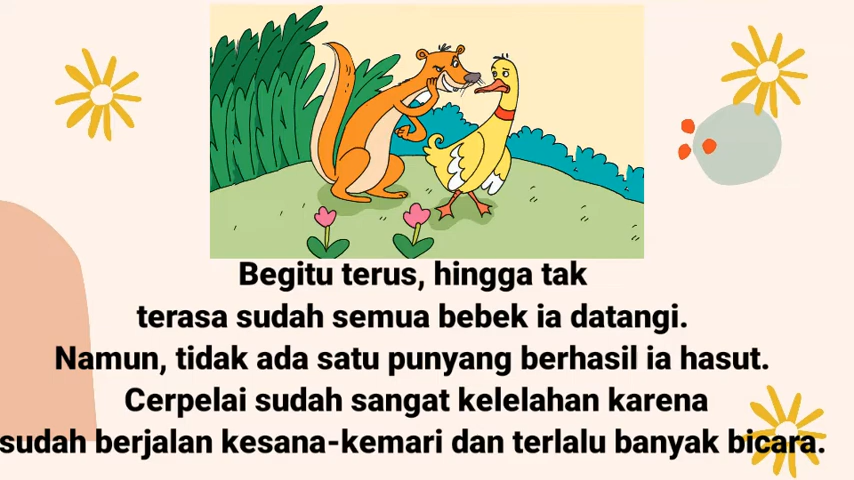 Begitu terus, hingga tak
terasa sudah semua bebek ia datangi.
Namun, tidak ada satu punyang berhasil ia hasut.
Cerpelai sudah sangat kelelahan karena
sudah berjalan kesana-kemari dan terlalu banyak bicara.